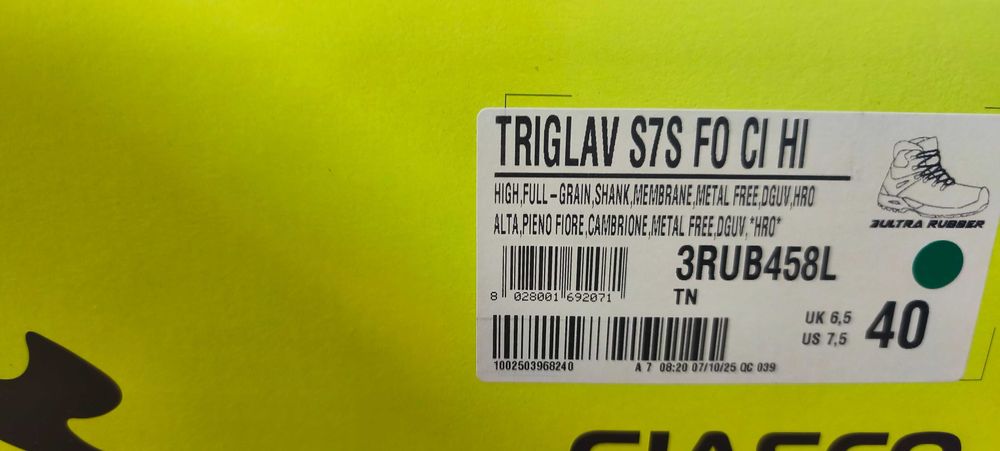 TRIGLAV S7S FO CI HI
HIGH,FULL-GRAIN,SHANK,MEMBRANE,METAL FREE,DGUV,HRO
ALTA,PIENO FIORE,CAMBRIONE,METAL FREE,DGUV,*HRO*
3ULTRA RUBBER
3RUB458L
TN
8 028001 692071
UK 6,5
US 7,5
40
1002503968240
A 7 08:20 07/10/25 QC 039